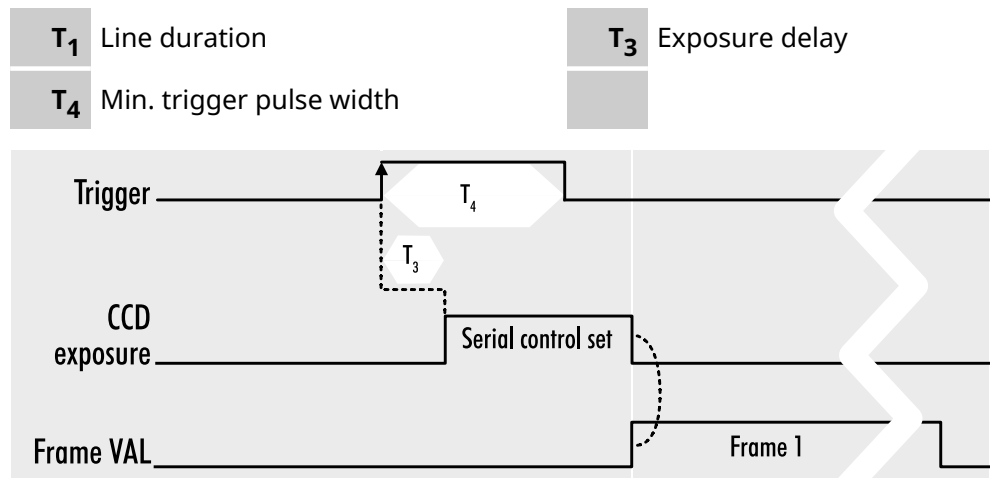 T1 Line duration
T3 Exposure delay
T4 Min. trigger pulse width
Trigger
T4
T3
CCD
exposure
Serial control set
Frame VAL
Frame 1